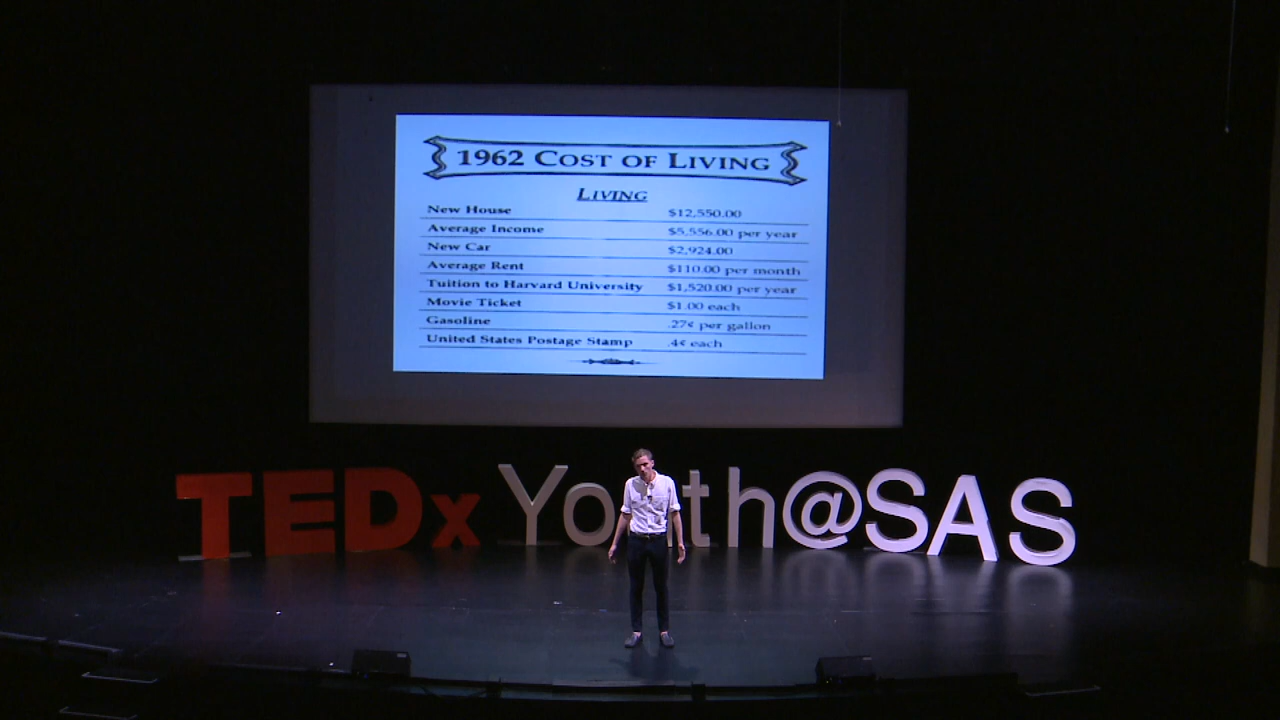 1962 COST OF LIVING
LIVING
New House $12,550.00
Average Income $5,556.00 per year
New Car $2,924.00
Average Rent $110.00 per month
Tuition to Harvard University $1,520.00 per year
Movie Ticket $1.00 each
Gasoline .27¢ per gallon
United States Postage Stamp .4¢ each
TEDxYouth@SAS